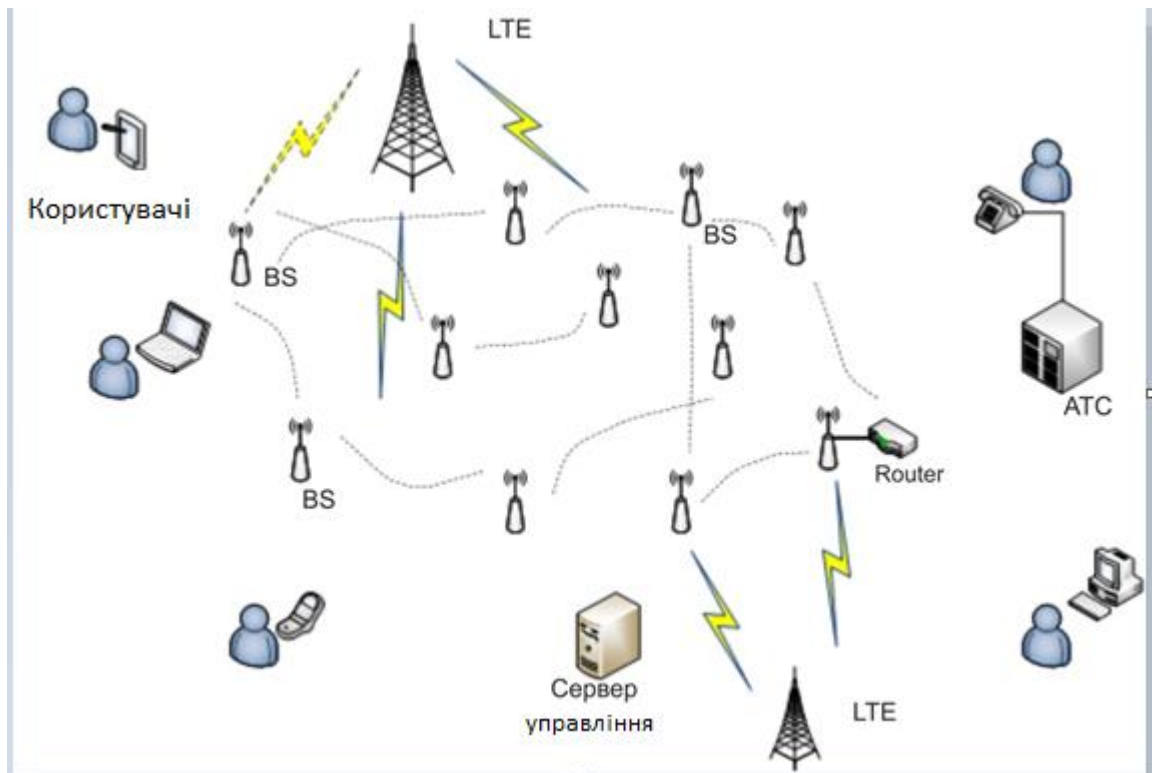 LTE
Користувачі
BS
BS
АТС
Router
BS
Сервер
управління
LTE